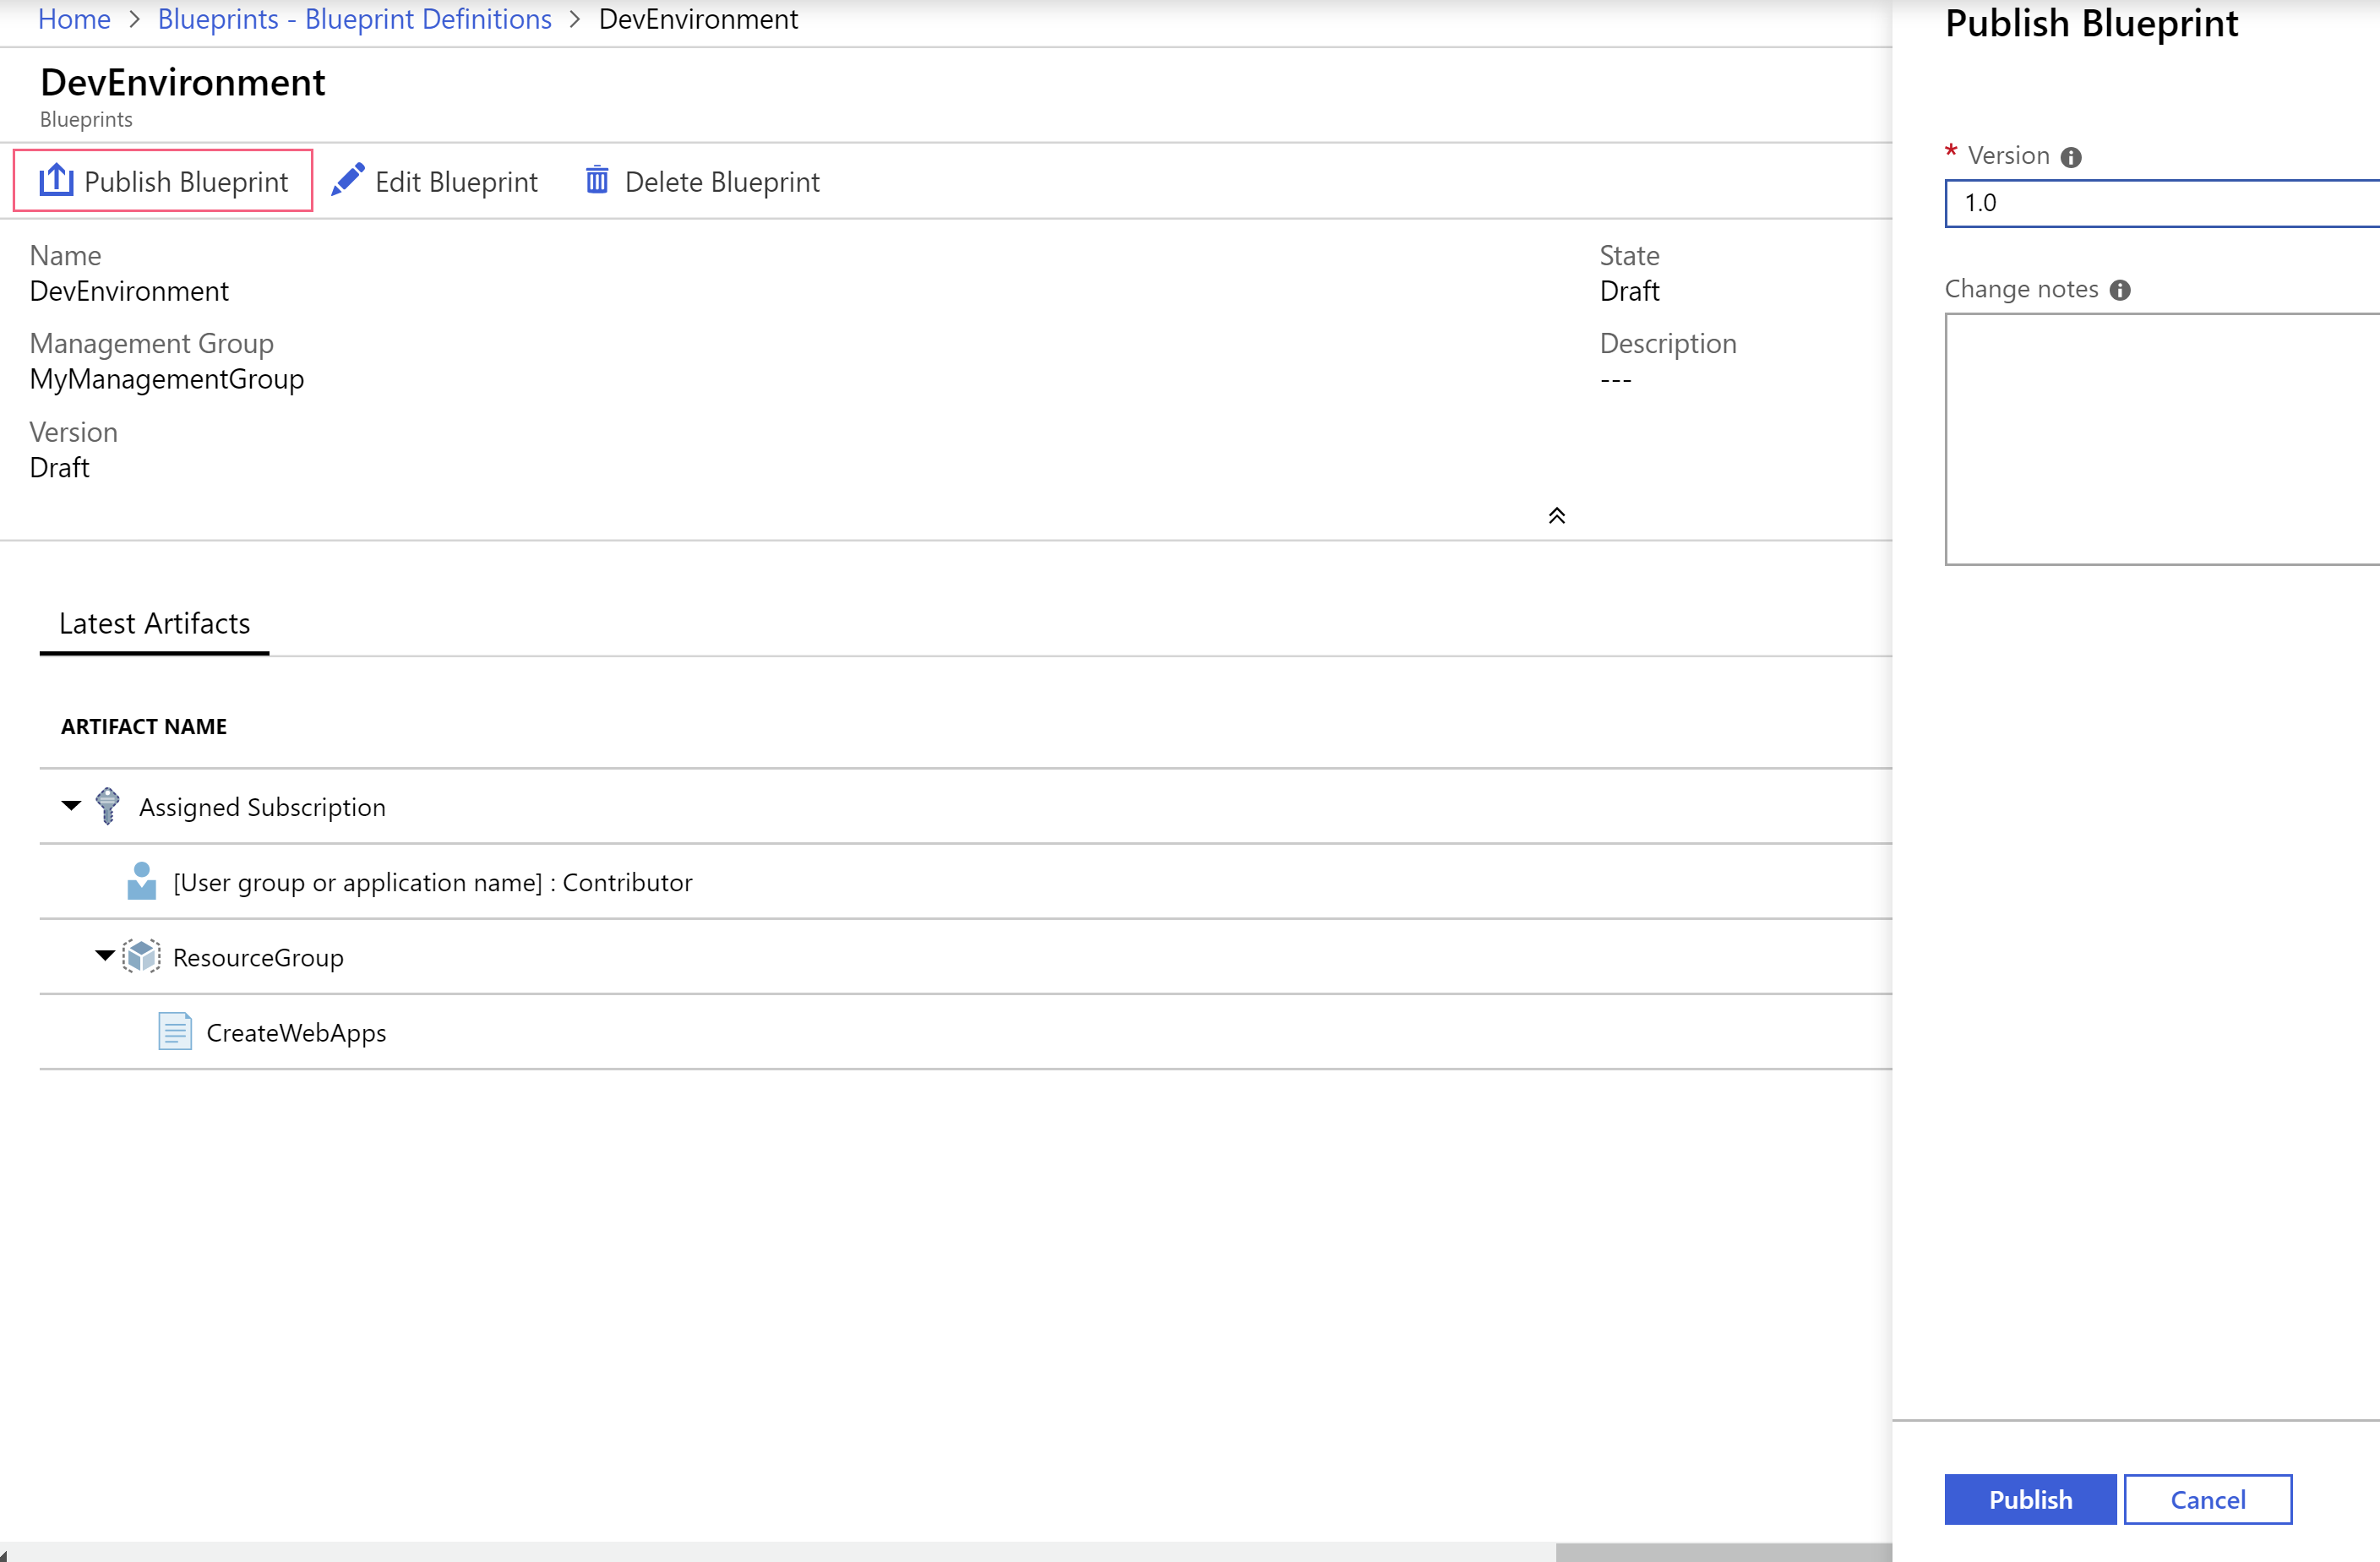 Home > Blueprints - Blueprint Definitions > DevEnvironment
DevEnvironment
Blueprints
Publish Blueprint
Edit Blueprint
Delete Blueprint
Name
DevEnvironment
Management Group
MyManagementGroup
Version
Draft
State
Draft
Description
---
Latest Artifacts
ARTIFACT NAME
Assigned Subscription
[User group or application name] : Contributor
ResourceGroup
CreateWebApps
Publish Blueprint
* Version
1.0
Change notes
Publish
Cancel